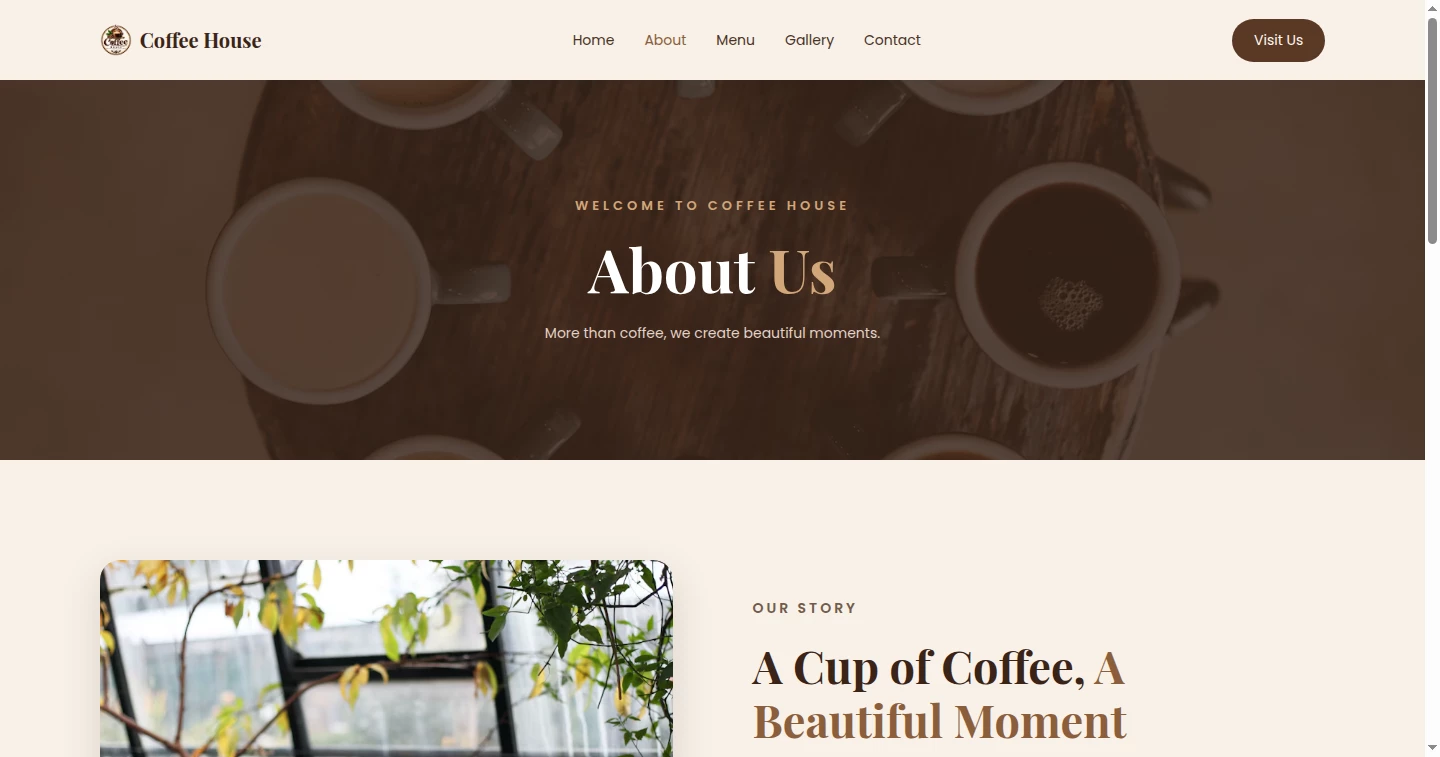 Coffee
Coffee House
Home
About
Menu
Gallery
Contact
Visit Us
WELCOME TO COFFEE HOUSE
About Us
More than coffee, we create beautiful moments.
OUR STORY
A Cup of Coffee, A
Beautiful Moment